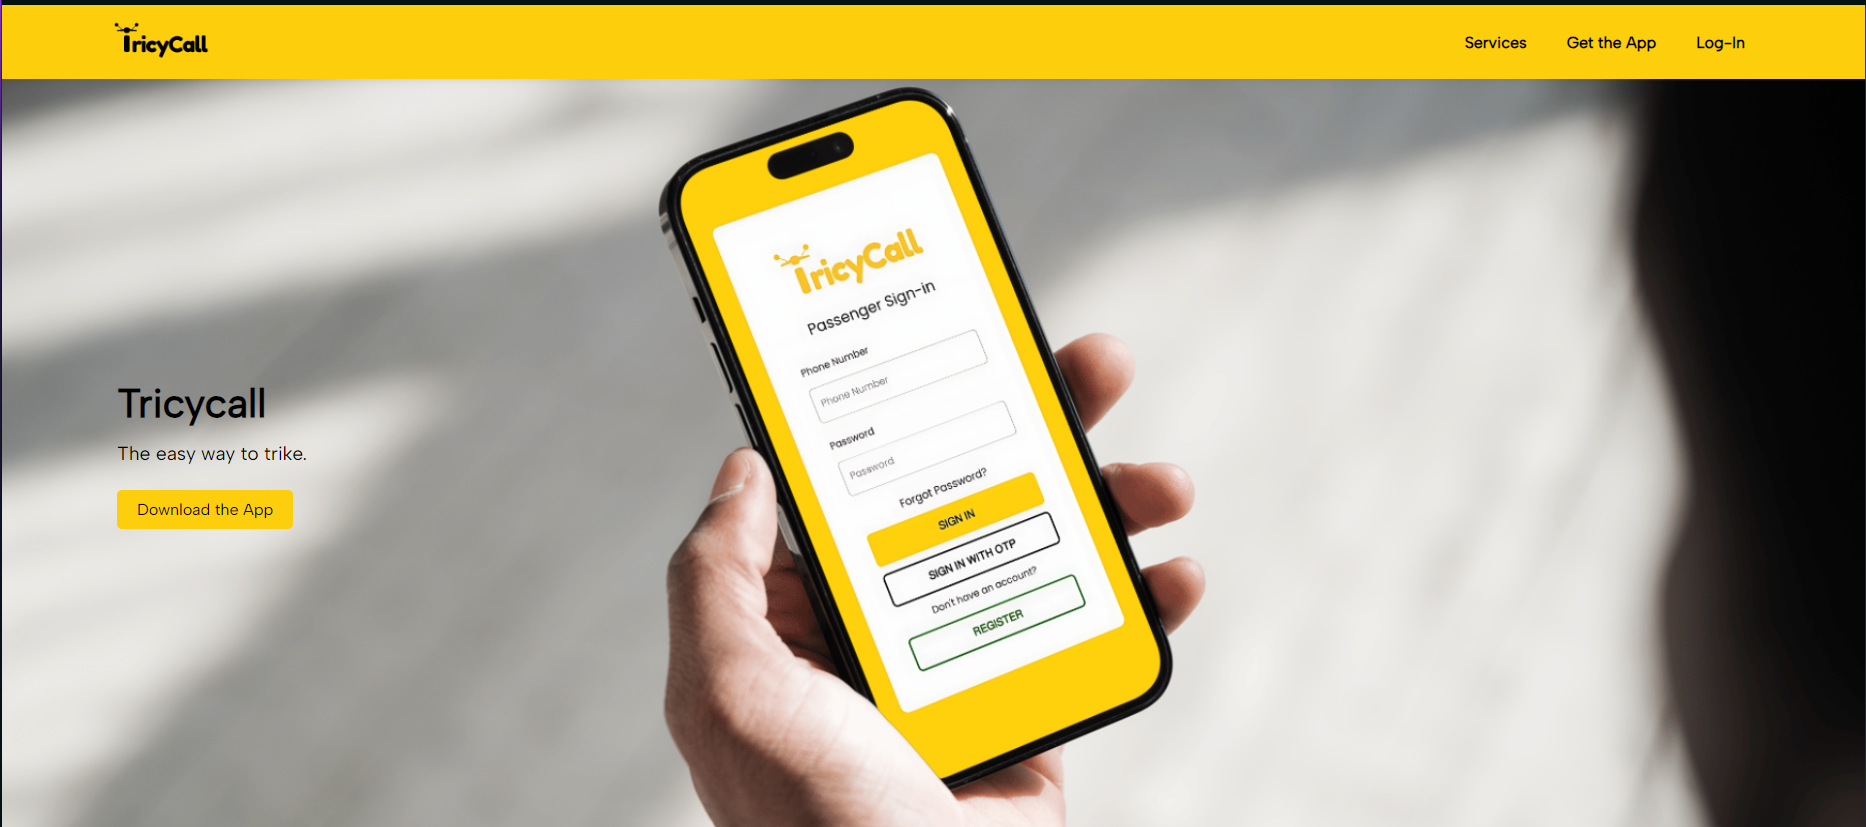 TricyCall
Services
Get the App
Log-In
Tricycall
The easy way to trike.
Download the App
TricyCall
Passenger Sign-in
Phone Number
Phone Number
Password
Password
Forgot Password?
SIGN IN
SIGN IN WITH OTP
Don't have an account?
REGISTER